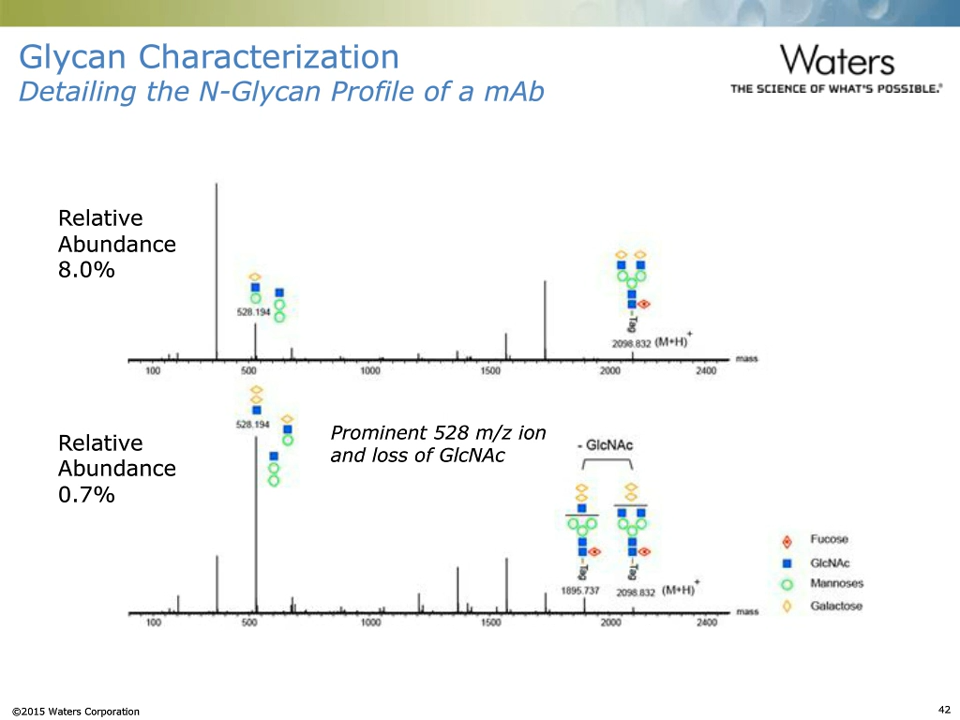 Glycan Characterization
Detailing the N-Glycan Profile of a mAb
Waters
THE SCIENCE OF WHAT'S POSSIBLE.®
Relative
Abundance
8.0%
528.194
Tag
2098.832 (M+H)+
mass
100 500 1000 1500 2000 2400
Relative
Abundance
0.7%
528.194
Prominent 528 m/z ion
and loss of GlcNAc
- GlcNAc
Tag Tag
1895.737 2098.832 (M+H)+
mass
100 500 1000 1500 2000 2400
Fucose
GlcNAc
Mannoses
Galactose
©2015 Waters Corporation
42